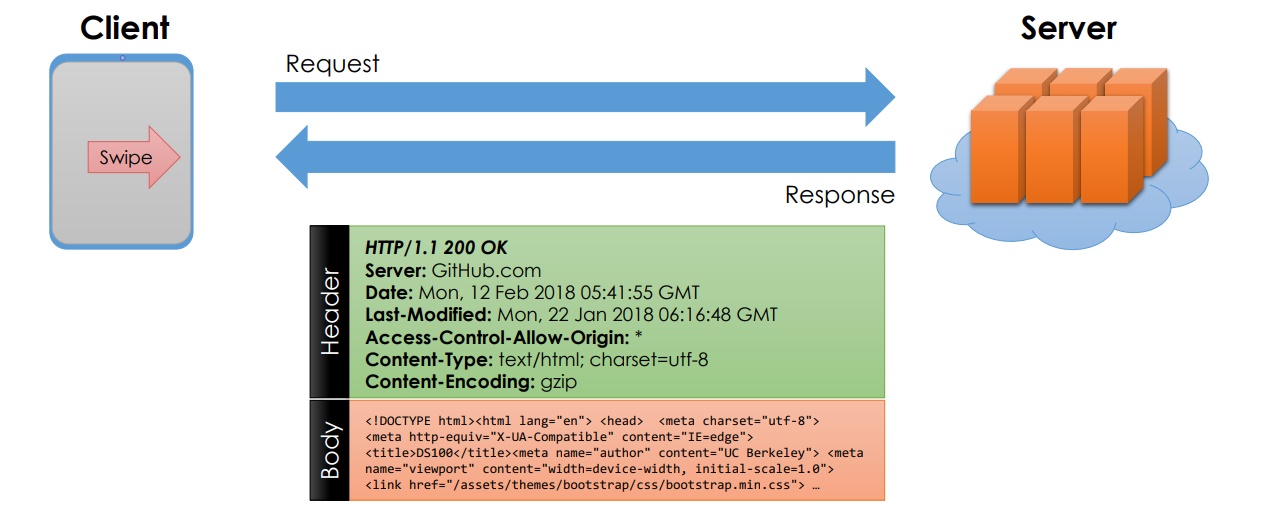 Client
Server
Request
Swipe
Response
Header
HTTP/1.1 200 OK
Server: GitHub.com
Date: Mon, 12 Feb 2018 05:41:55 GMT
Last-Modified: Mon, 22 Jan 2018 06:16:48 GMT
Access-Control-Allow-Origin: *
Content-Type: text/html; charset=utf-8
Content-Encoding: gzip
Body
<!DOCTYPE html><html lang="en"> <head>  <meta charset="utf-8">
<meta http-equiv="X-UA-Compatible" content="IE=edge">
<title>DS100</title><meta name="author" content="UC Berkeley"> <meta
name="viewport" content="width=device-width, initial-scale=1.0">
<link href="/assets/themes/bootstrap/css/bootstrap.min.css"> …